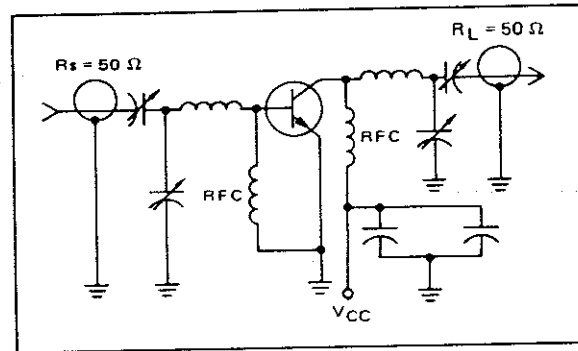 Rs = 50 Ω
RL = 50 Ω
RFC
RFC
VCC